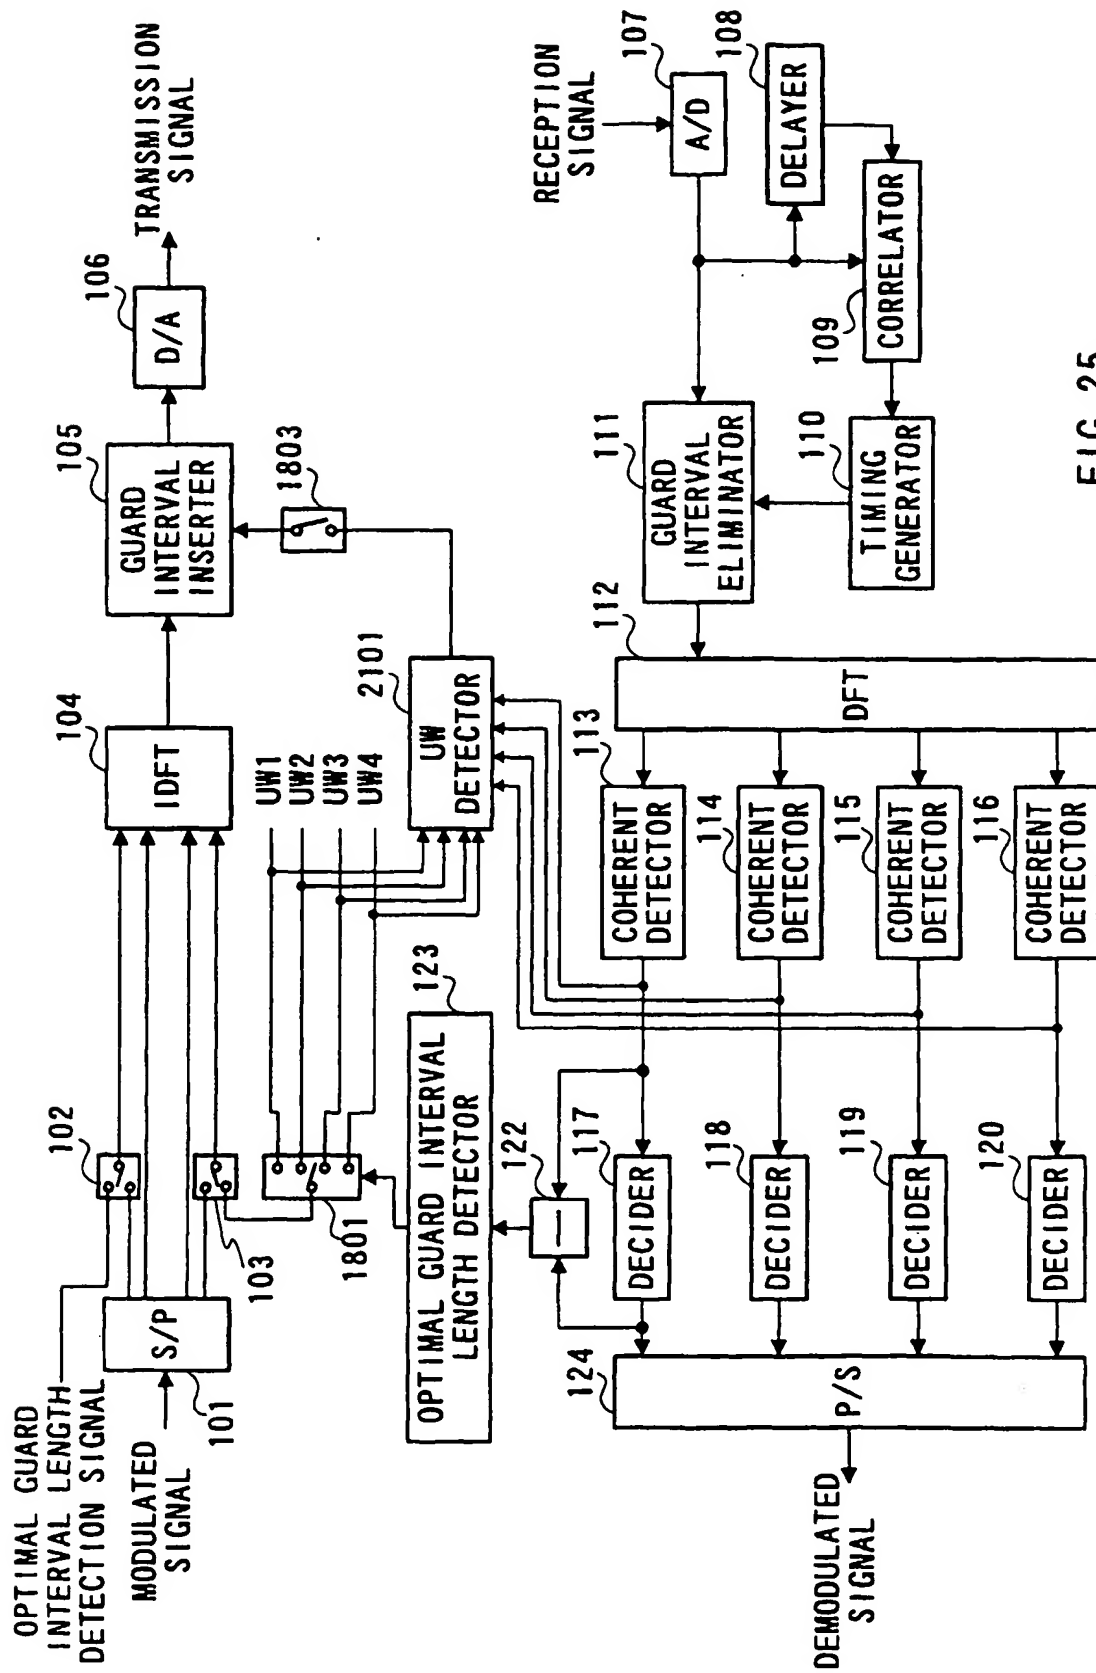 OPTIMAL GUARD
INTERVAL LENGTH
DETECTION SIGNAL
MODULATED
SIGNAL
S/P
101
102
103
1801
IDFT
104
GUARD
INTERVAL
INSERTER
105
D/A
106
TRANSMISSION
SIGNAL
1803
UW1
UW2
UW3
UW4
UW
DETECTOR
2101
OPTIMAL GUARD INTERVAL
LENGTH DETECTOR
123
RECEPTION
SIGNAL
A/D
107
DELAYER
108
CORRELATOR
109
TIMING
GENERATOR
110
GUARD
INTERVAL
ELIMINATOR
111
DFT
112
COHERENT
DETECTOR
113
COHERENT
DETECTOR
114
COHERENT
DETECTOR
115
COHERENT
DETECTOR
116
122
DECIDER
117
DECIDER
118
DECIDER
119
DECIDER
120
P/S
124
DEMODULATED
SIGNAL
FIG.25